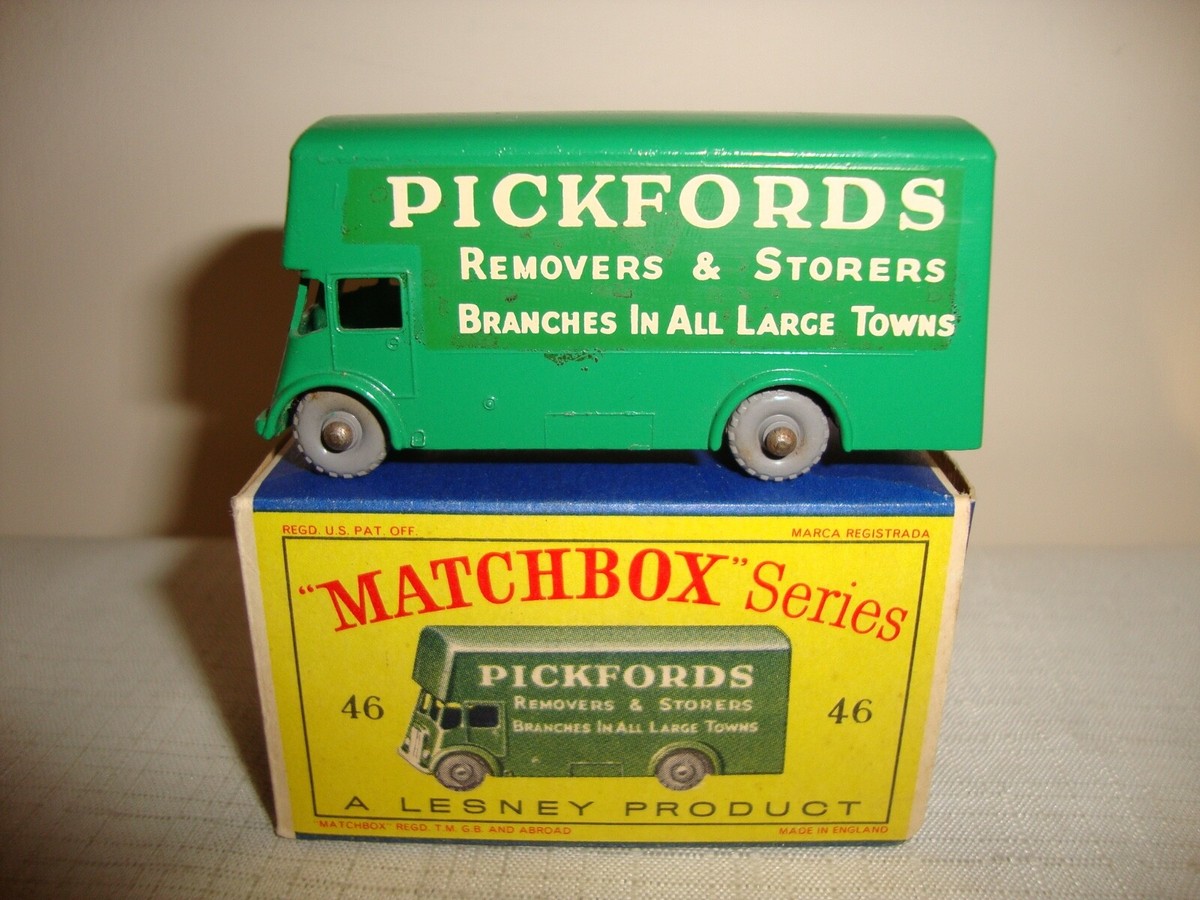 PICKFORDS
REMOVERS & STORERS
BRANCHES IN ALL LARGE TOWNS
REGD. U.S. PAT. OFF.
MARCA REGISTRADA
"MATCHBOX" Series
PICKFORDS
REMOVERS & STORERS
BRANCHES IN ALL LARGE TOWNS
46
46
A LESNEY PRODUCT
"MATCHBOX" REGD. T.M. G.B. AND ABROAD
MADE IN ENGLAND